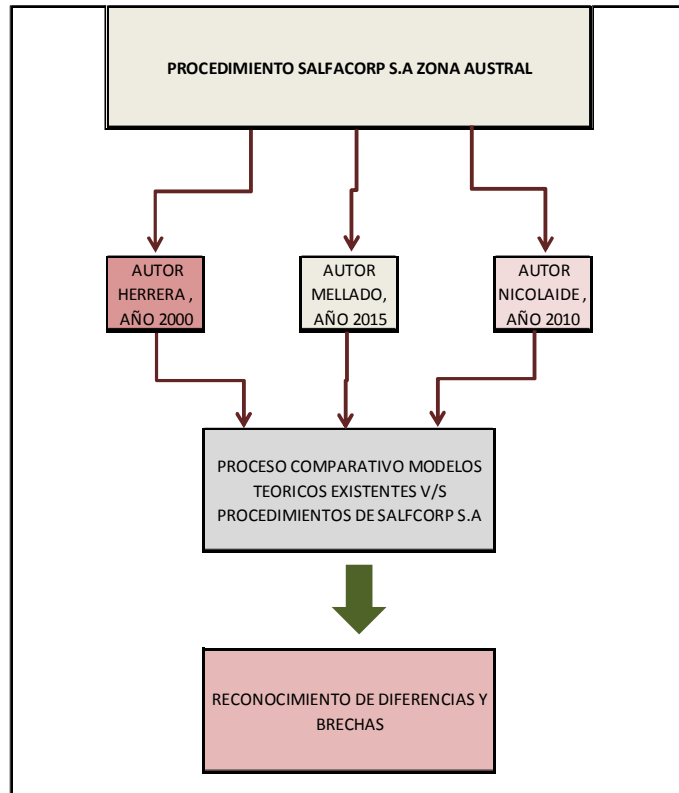 PROCEDIMIENTO SALFACORP S.A ZONA AUSTRAL
AUTOR
HERRERA ,
AÑO 2000
AUTOR
MELLADO,
AÑO 2015
AUTOR
NICOLAIDE ,
AÑO 2010
PROCESO COMPARATIVO MODELOS
TEORICOS EXISTENTES V/S
PROCEDIMIENTOS DE SALFCORP S.A
RECONOCIMIENTO DE DIFERENCIAS Y
BRECHAS